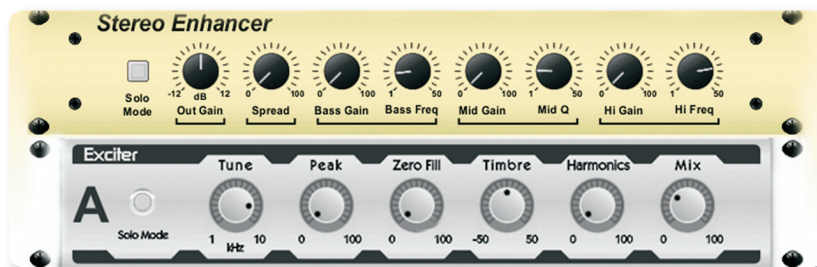 Stereo Enhancer
-12 dB 12 0 100 0 100 1 50 0 100 1 50 0 100 1 50
Solo Mode Out Gain Spread Bass Gain Bass Freq Mid Gain Mid Q Hi Gain Hi Freq
Exciter
Tune Peak Zero Fill Timbre Harmonics Mix
A
Solo Mode
1 kHz 10 0 100 0 100 -50 50 0 100 0 100